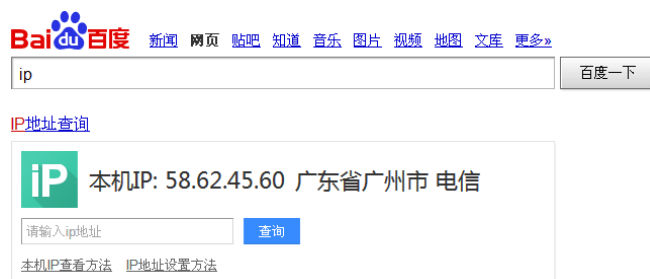 Bai du 百度 新闻 网页 贴吧 知道 音乐 图片 视频 地图 文库 更多»
ip 百度一下
IP地址查询
iP 本机IP: 58.62.45.60 广东省广州市 电信
请输入ip地址 查询
本机IP查看方法 IP地址设置方法